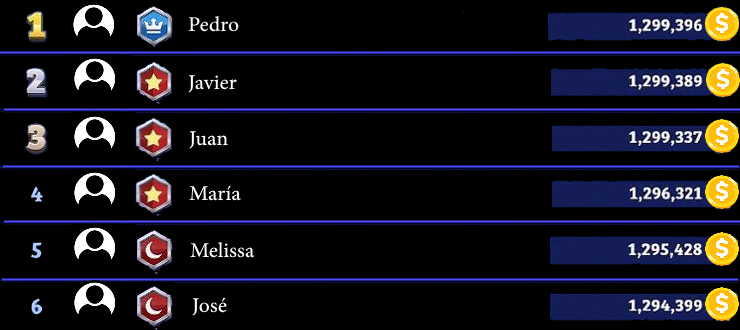 1 Pedro 1,299,396 $
2 Javier 1,299,389 $
3 Juan 1,299,337 $
4 María 1,296,321 $
5 Melissa 1,295,428 $
6 José 1,294,399 $